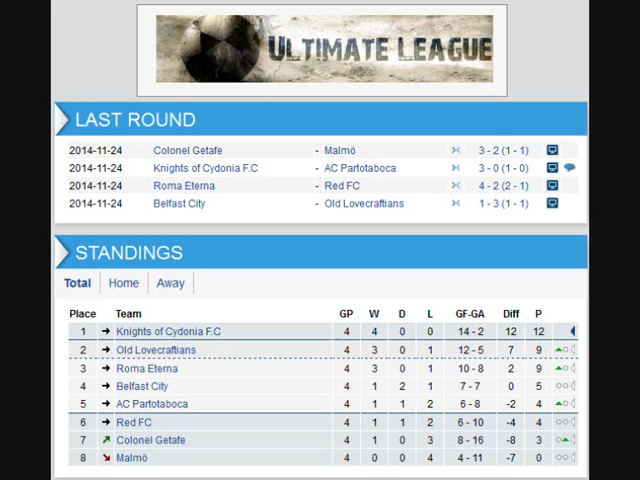 ULTIMATE LEAGUE
LAST ROUND
2014-11-24 Colonel Getafe - Malmö 3 - 2 (1 - 1)
2014-11-24 Knights of Cydonia F.C - AC Partotaboca 3 - 0 (1 - 0)
2014-11-24 Roma Eterna - Red FC 4 - 2 (2 - 1)
2014-11-24 Belfast City - Old Lovecraftians 1 - 3 (1 - 1)
STANDINGS
Total Home Away
Place Team GP W D L GF-GA Diff P
1 Knights of Cydonia F.C 4 4 0 0 14 - 2 12 12
2 Old Lovecraftians 4 3 0 1 12 - 5 7 9
3 Roma Eterna 4 3 0 1 10 - 8 2 9
4 Belfast City 4 1 2 1 7 - 7 0 5
5 AC Partotaboca 4 1 1 2 6 - 8 -2 4
6 Red FC 4 1 1 2 6 - 10 -4 4
7 Colonel Getafe 4 1 0 3 8 - 16 -8 3
8 Malmö 4 0 0 4 4 - 11 -7 0